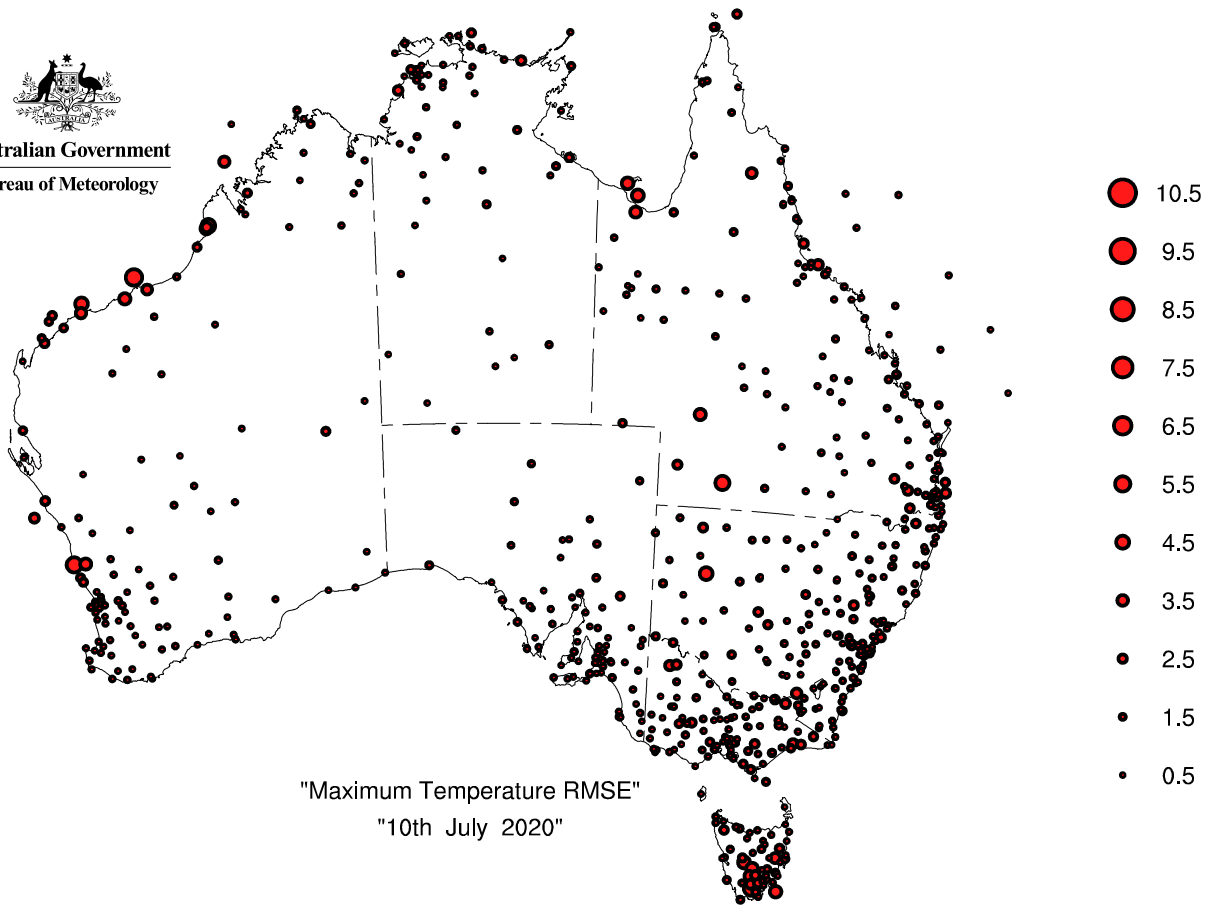 AUSTRALIA
tralian Government
reau of Meteorology
10.5
9.5
8.5
7.5
6.5
5.5
4.5
3.5
2.5
1.5
0.5
"Maximum Temperature RMSE"
"10th July 2020"